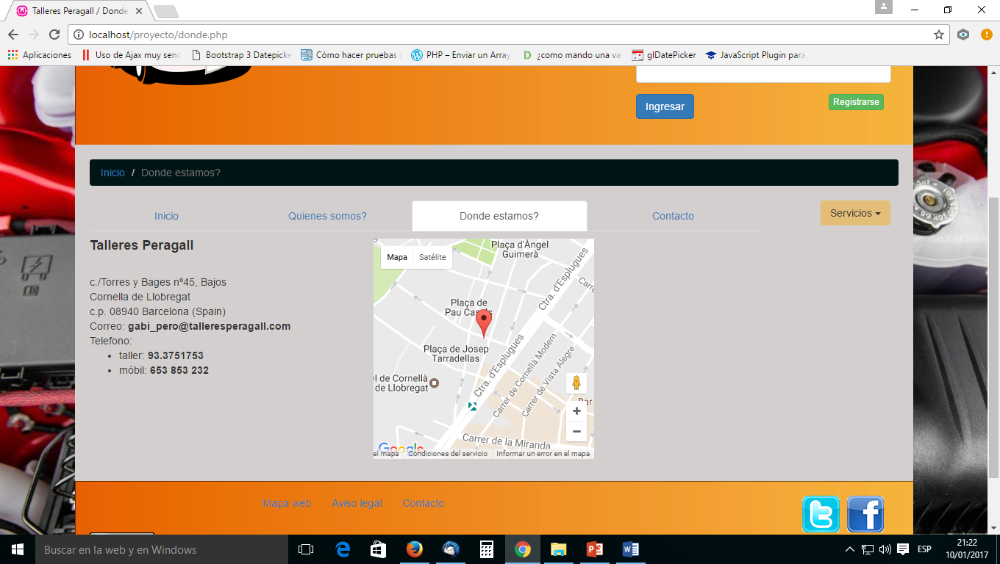 Talleres Peragall / Donde
localhost/proyecto/donde.php
Aplicaciones
Uso de Ajax muy senc
Bootstrap 3 Datepicke
Cómo hacer pruebas
PHP – Enviar un Array
¿como mando una va
glDatePicker
JavaScript Plugin para
Ingresar
Registrarse
Inicio / Donde estamos?
Inicio
Quienes somos?
Donde estamos?
Contacto
Servicios
Talleres Peragall
c./Torres y Bages nº45, Bajos
Cornella de Llobregat
c.p. 08940 Barcelona (Spain)
Correo: gabi_pero@talleresperagall.com
Telefono:
taller: 93.3751753
móbil: 653 853 232
Mapa
Satélite
Plaça d'Àngel
Guimerà
Ctra. d'Esplugues
Plaça de
Pau Casals
Plaça de Josep
Tarradellas
Ctra. d'Esplugues
Carrer de Cornellà Modern
Carrer de Vista Alegre
ol de Cornellà
de Llobregat
Bar
Carrer de la Miranda
Google
el mapa
Condiciones del servicio
Informar un error en el mapa
Mapa web
Aviso legal
Contacto
Buscar en la web y en Windows
ESP
21:22
10/01/2017